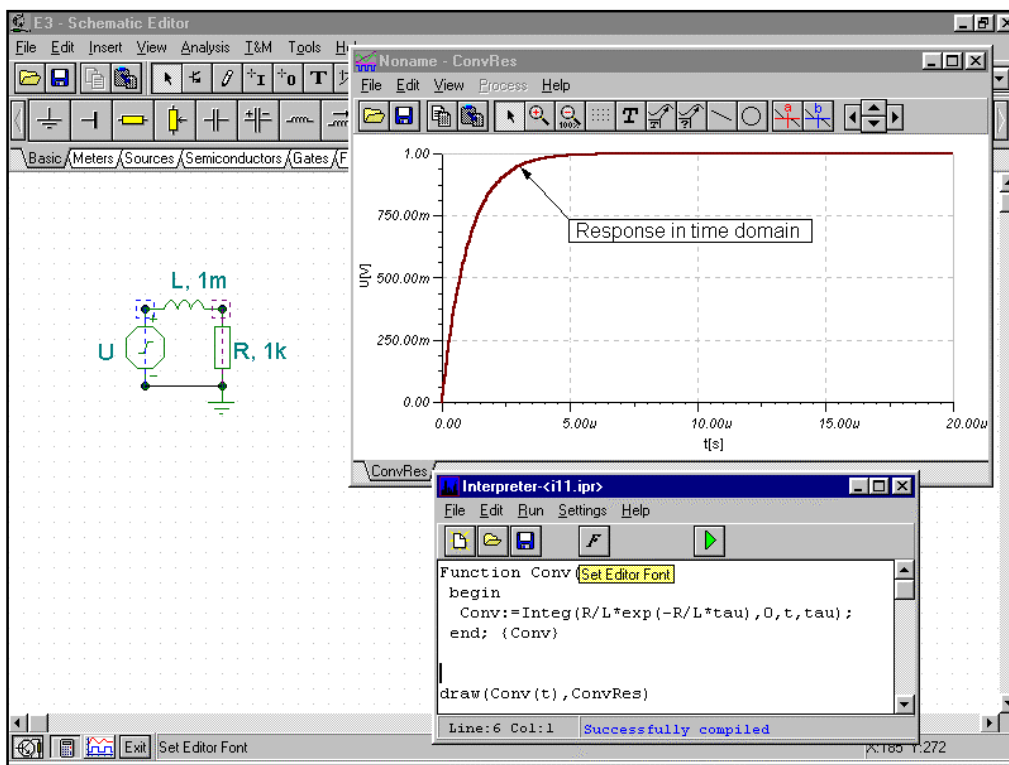 E3 - Schematic Editor
File Edit Insert View Analysis T&M Tools
Noname - ConvRes
File Edit View Process Help
T
100%
T a b
Basic Meters Sources Semiconductors Gates
1.00
750.00m
500.00m
250.00m
0.00
U[V]
Response in time domain
0.00 5.00u 10.00u 15.00u 20.00u
t[s]
ConvRes
L, 1m
U
+
-
R, 1k
Interpreter-<i11.ipr>
File Edit Run Settings Help
F
Function Conv(
Set Editor Font
begin
Conv:=Integ(R/L*exp(-R/L*tau),0,t,tau);
end; {Conv}
draw(Conv(t),ConvRes)
Line:6 Col:1 Successfully compiled
Exit Set Editor Font
X:185 Y:272